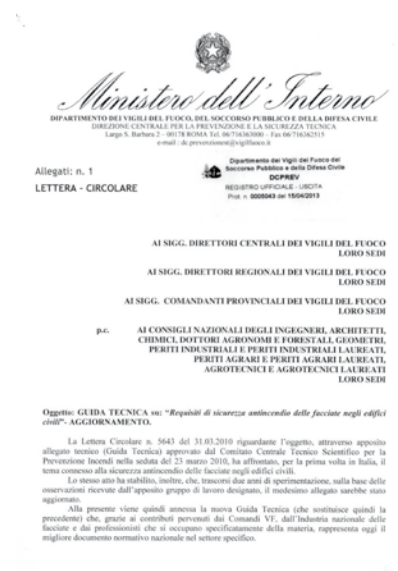 Ministero dell' Interno
DIPARTIMENTO DEI VIGILI DEL FUOCO, DEL SOCCORSO PUBBLICO E DELLA DIFESA CIVILE
DIREZIONE CENTRALE PER LA PREVENZIONE E LA SICUREZZA TECNICA
Largo S. Barbara 2 – 00178 ROMA Tel. 06/716363000 – Fax 06/716362515
e-mail : dc.prevenzionest@vigilfuoco.it
Allegati: n. 1
LETTERA - CIRCOLARE
Dipartimento dei Vigili del Fuoco del
Soccorso Pubblico e della Difesa Civile
DCPREV
REGISTRO UFFICIALE - USCITA
Prot. n. 0005043 del 15/04/2013
AI SIGG. DIRETTORI CENTRALI DEI VIGILI DEL FUOCO
LORO SEDI
AI SIGG. DIRETTORI REGIONALI DEI VIGILI DEL FUOCO
LORO SEDI
AI SIGG. COMANDANTI PROVINCIALI DEI VIGILI DEL FUOCO
LORO SEDI
p.c. AI CONSIGLI NAZIONALI DEGLI INGEGNERI, ARCHITETTI,
CHIMICI, DOTTORI AGRONOMI E FORESTALI, GEOMETRI,
PERITI INDUSTRIALI E PERITI INDUSTRIALI LAUREATI,
PERITI AGRARI E PERITI AGRARI LAUREATI,
AGROTECNICI E AGROTECNICI LAUREATI
LORO SEDI
Oggetto: GUIDA TECNICA su: “Requisiti di sicurezza antincendio delle facciate negli edifici
civili”- AGGIORNAMENTO.
La Lettera Circolare n. 5643 del 31.03.2010 riguardante l'oggetto, attraverso apposito
allegato tecnico (Guida Tecnica) approvato dal Comitato Centrale Tecnico Scientifico per la
Prevenzione Incendi nella seduta del 23 marzo 2010, ha affrontato, per la prima volta in Italia, il
tema connesso alla sicurezza antincendio delle facciate negli edifici.
Lo stesso atto ha stabilito, inoltre, che, trascorsi due anni di sperimentazione, sulla base delle
osservazioni ricevute dall'apposito gruppo di lavoro designato, il medesimo allegato sarebbe stato
aggiornato.
Alla presente viene quindi annessa la nuova Guida Tecnica (che sostituisce quindi la
precedente) che, grazie ai contributi pervenuti dai Comandi VF, dall'Industria nazionale delle
facciate e dai professionisti che si occupano specificamente della materia, rappresenta oggi il
migliore documento normativo nazionale nel settore specifico.